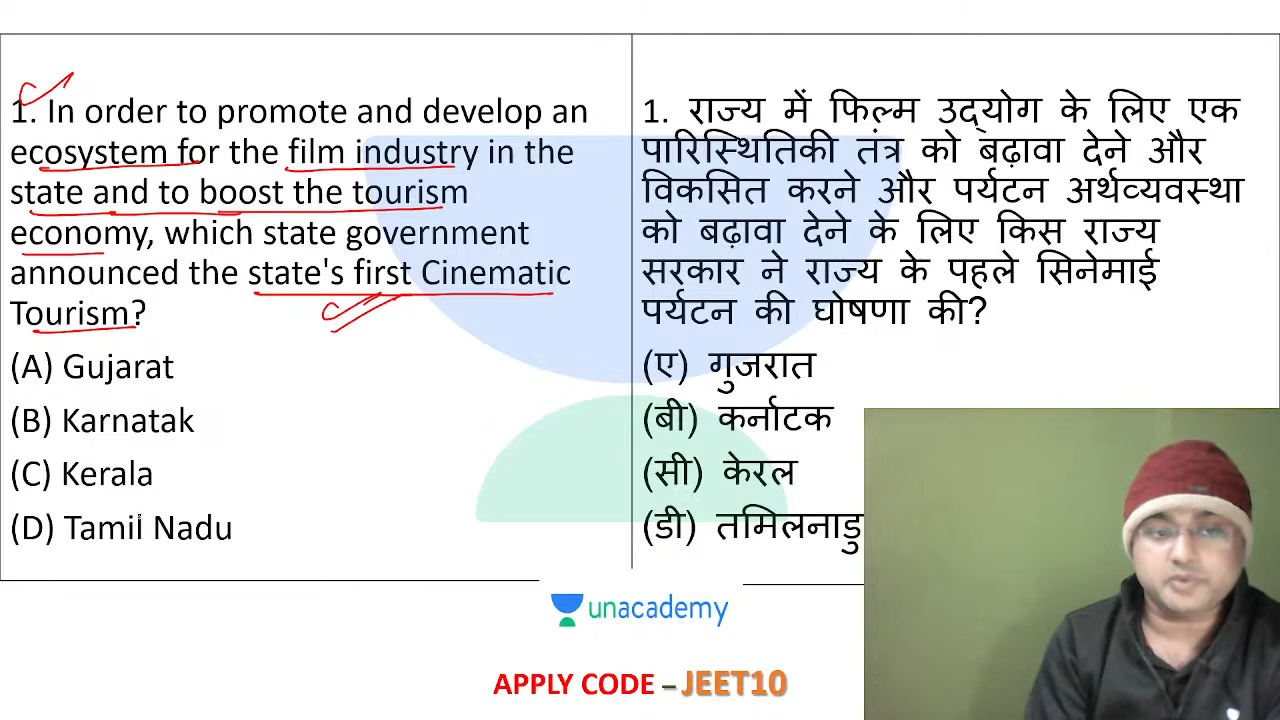 1. In order to promote and develop an
ecosystem for the film industry in the
state and to boost the tourism
economy, which state government
announced the state's first Cinematic
Tourism?
(A) Gujarat
(B) Karnatak
(C) Kerala
(D) Tamil Nadu
1. राज्य में फिल्म उद्योग के लिए एक
पारिस्थितिकी तंत्र को बढ़ावा देने और
विकसित करने और पर्यटन अर्थव्यवस्था
को बढ़ावा देने के लिए किस राज्य
सरकार ने राज्य के पहले सिनेमाई
पर्यटन की घोषणा की?
(ए) गुजरात
(बी) कर्नाटक
(सी) केरल
(डी) तमिलनाडु
unacademy
APPLY CODE – JEET10